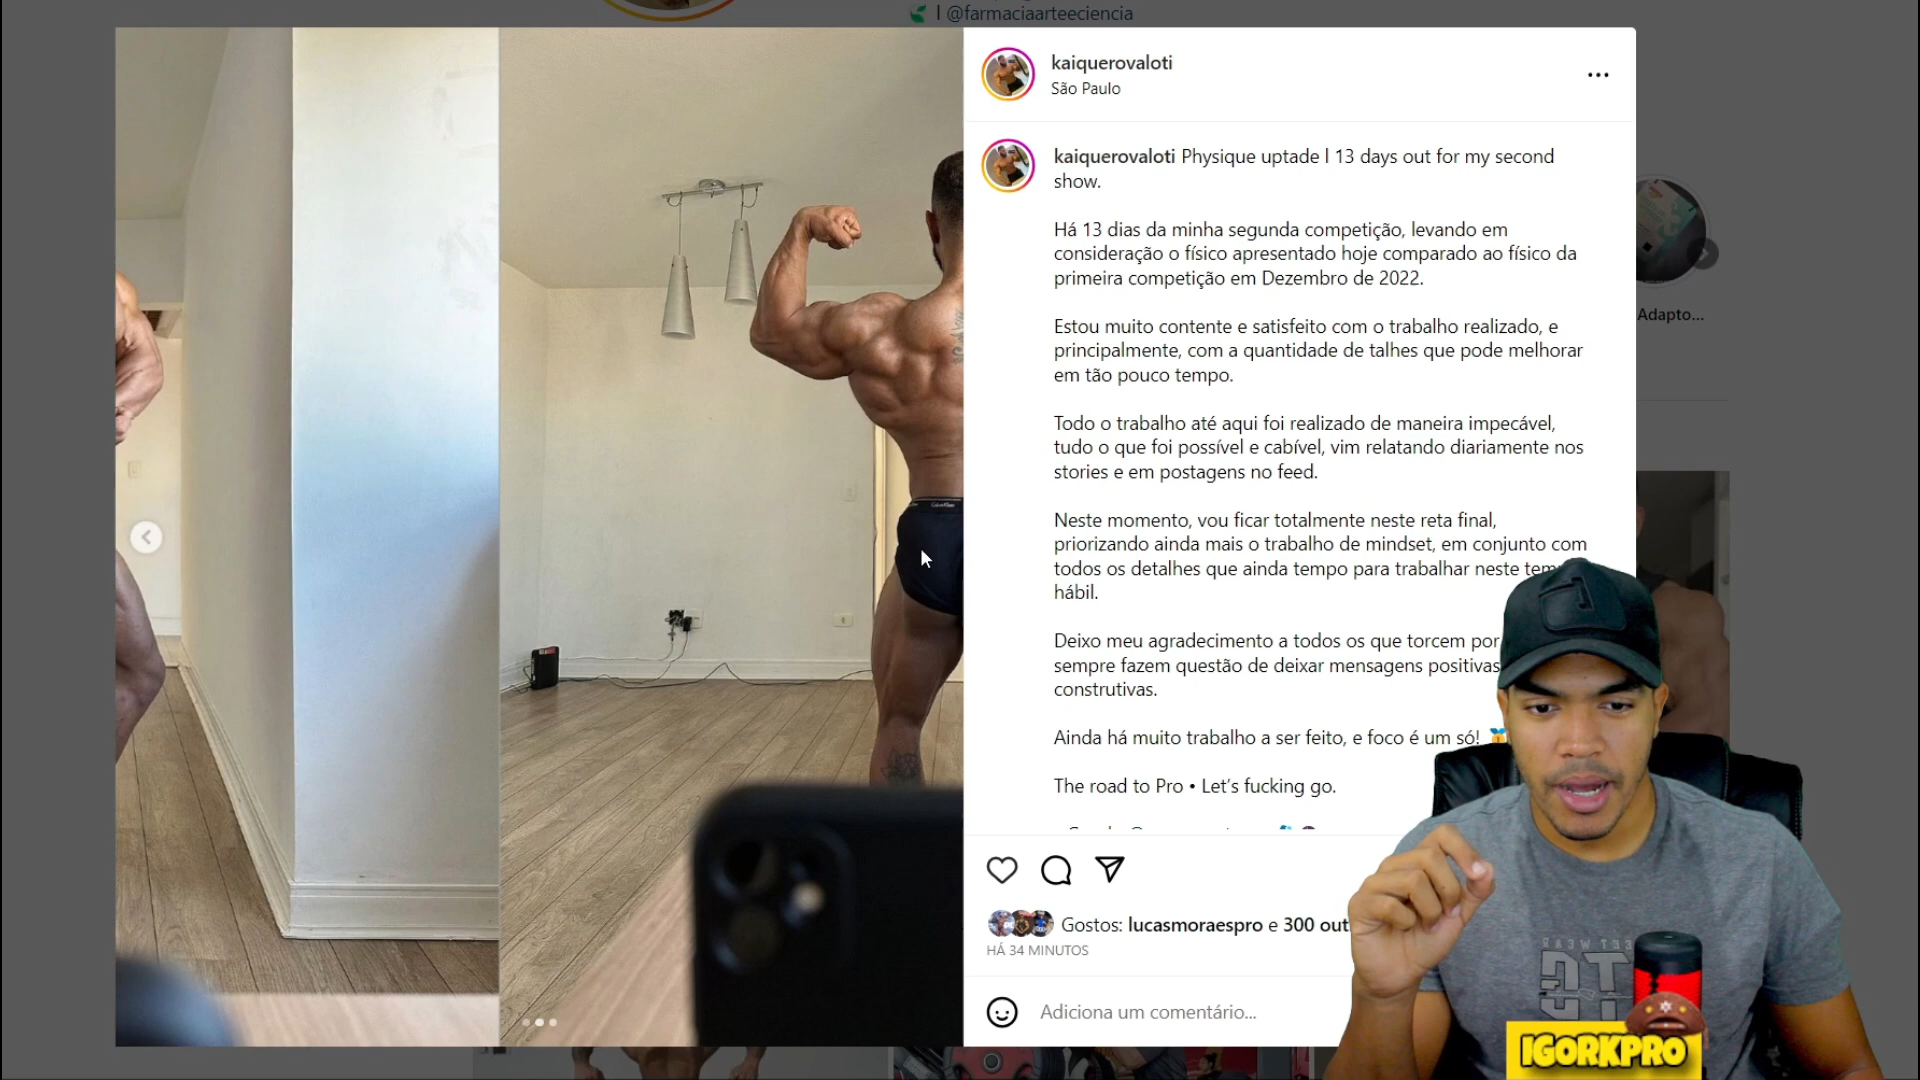 | @farmaciaarteeciencia
kaiquerovaloti
São Paulo
kaiquerovaloti Physique uptade l 13 days out for my second
show.
Há 13 dias da minha segunda competição, levando em
consideração o físico apresentado hoje comparado ao físico da
primeira competição em Dezembro de 2022.
Estou muito contente e satisfeito com o trabalho realizado, e
principalmente, com a quantidade de talhes que pode melhorar
em tão pouco tempo.
Todo o trabalho até aqui foi realizado de maneira impecável,
tudo o que foi possível e cabível, vim relatando diariamente nos
stories e em postagens no feed.
Neste momento, vou ficar totalmente neste reta final,
priorizando ainda mais o trabalho de mindset, em conjunto com
todos os detalhes que ainda tempo para trabalhar neste
hábil.
Deixo meu agradecimento a todos os que torcem por
sempre fazem questão de deixar mensagens positivas
construtivas.
Ainda há muito trabalho a ser feito, e foco é um só! 🥇
The road to Pro • Let's fucking go.
Gostos: lucasmoraespro e 300 out
HÁ 34 MINUTOS
Adiciona um comentário...
Adapto...
IGORKPRO